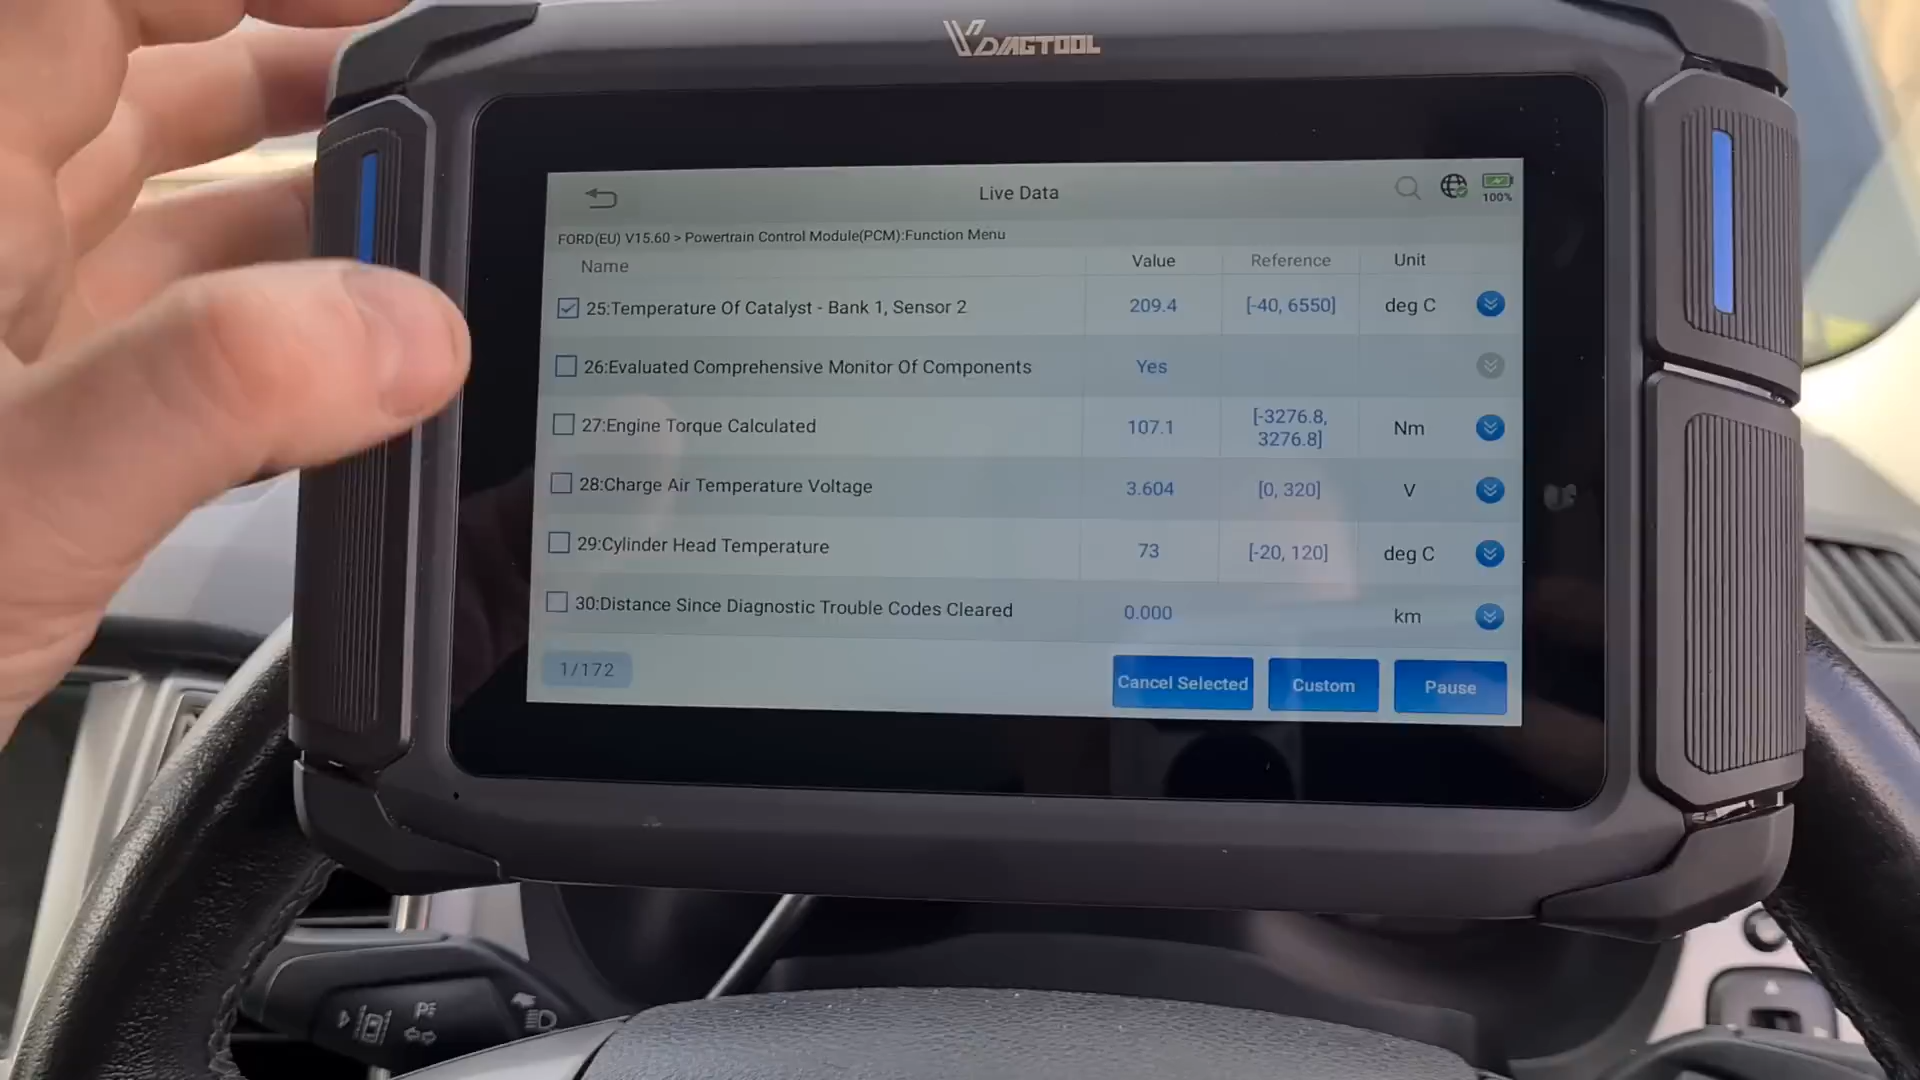 VDIAGTOOL
Live Data
100%
FORD(EU) V15.60 > Powertrain Control Module(PCM):Function Menu
Name Value Reference Unit
25:Temperature Of Catalyst - Bank 1, Sensor 2 209.4 [-40, 6550] deg C
26:Evaluated Comprehensive Monitor Of Components Yes
27:Engine Torque Calculated 107.1 [-3276.8, 3276.8] Nm
28:Charge Air Temperature Voltage 3.604 [0, 320] V
29:Cylinder Head Temperature 73 [-20, 120] deg C
30:Distance Since Diagnostic Trouble Codes Cleared 0.000 km
1/172 Cancel Selected Custom Pause